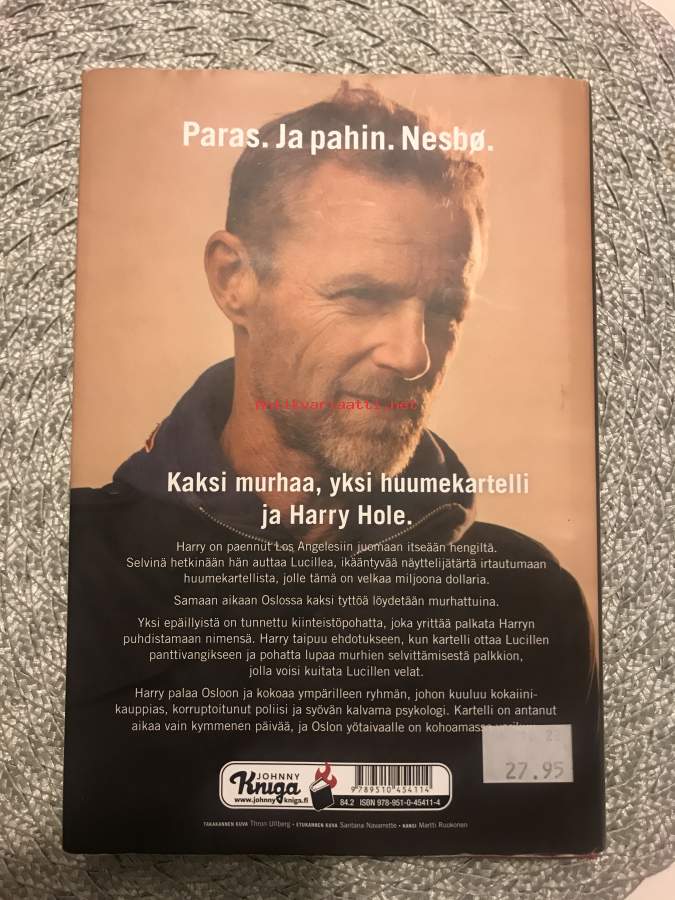 Paras. Ja pahin. Nesbø.
antikvariaatti.net
Kaksi murhaa, yksi huumekartelli
ja Harry Hole.
Harry on paennut Los Angelesiin juomaan itseään hengiltä.
Selvinä hetkinään hän auttaa Lucillea, ikääntyvää näyttelijätärtä irtautumaan
huumekartellista, jolle tämä on velkaa miljoona dollaria.
Samaan aikaan Oslossa kaksi tyttöä löydetään murhattuina.
Yksi epäillyistä on tunnettu kiinteistöpohatta, joka yrittää palkata Harryn
puhdistamaan nimensä. Harry taipuu ehdotukseen, kun kartelli ottaa Lucillen
panttivangikseen ja pohatta lupaa murhien selvittämisestä palkkion,
jolla voisi kuitata Lucillen velat.
Harry palaa Osloon ja kokoaa ympärilleen ryhmän, johon kuuluu kokaiini-
kauppias, korruptoitunut poliisi ja syövän kalvama psykologi. Kartelli on antanut
aikaa vain kymmenen päivää, ja Oslon yötaivaalle on kohoamassa
27.95
JOHNNY
Kniga
www.johnnykniga.fi
9789510454114
84.2 ISBN 978-951-0-45411-4
TAKAKANNEN KUVA Thron Ullberg • ETUKANNEN KUVA Santana Navarrette • KANSI Martti Ruokonen